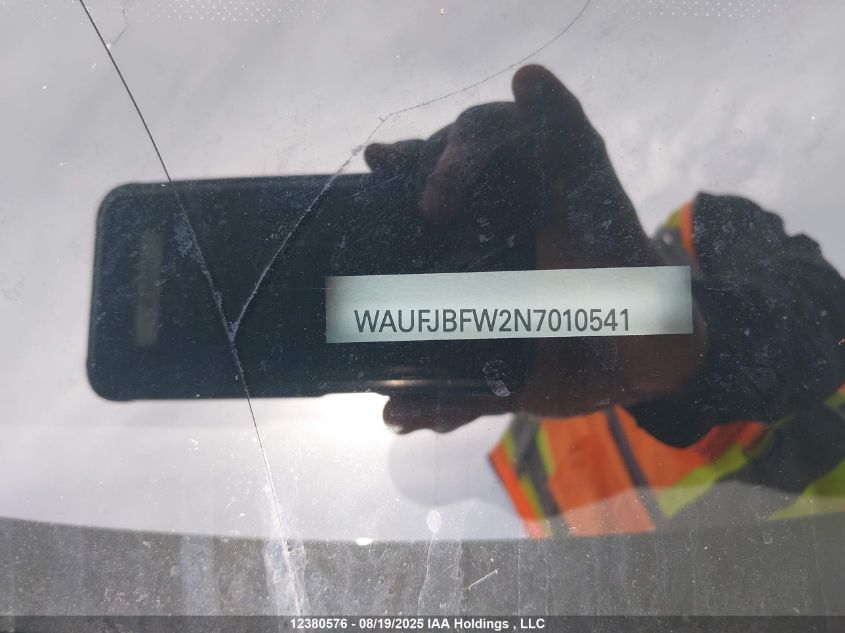 WAUFJBFW2N7010541
12380576 - 08/19/2025 IAA Holdings , LLC